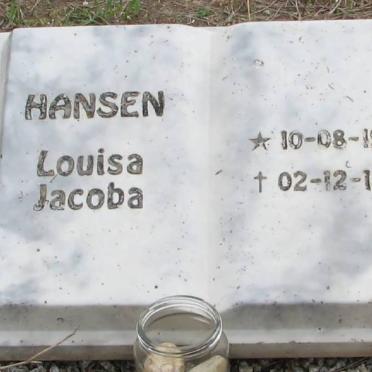 HANSEN
Louisa
Jacoba
★ 10-08-1
† 02-12-1